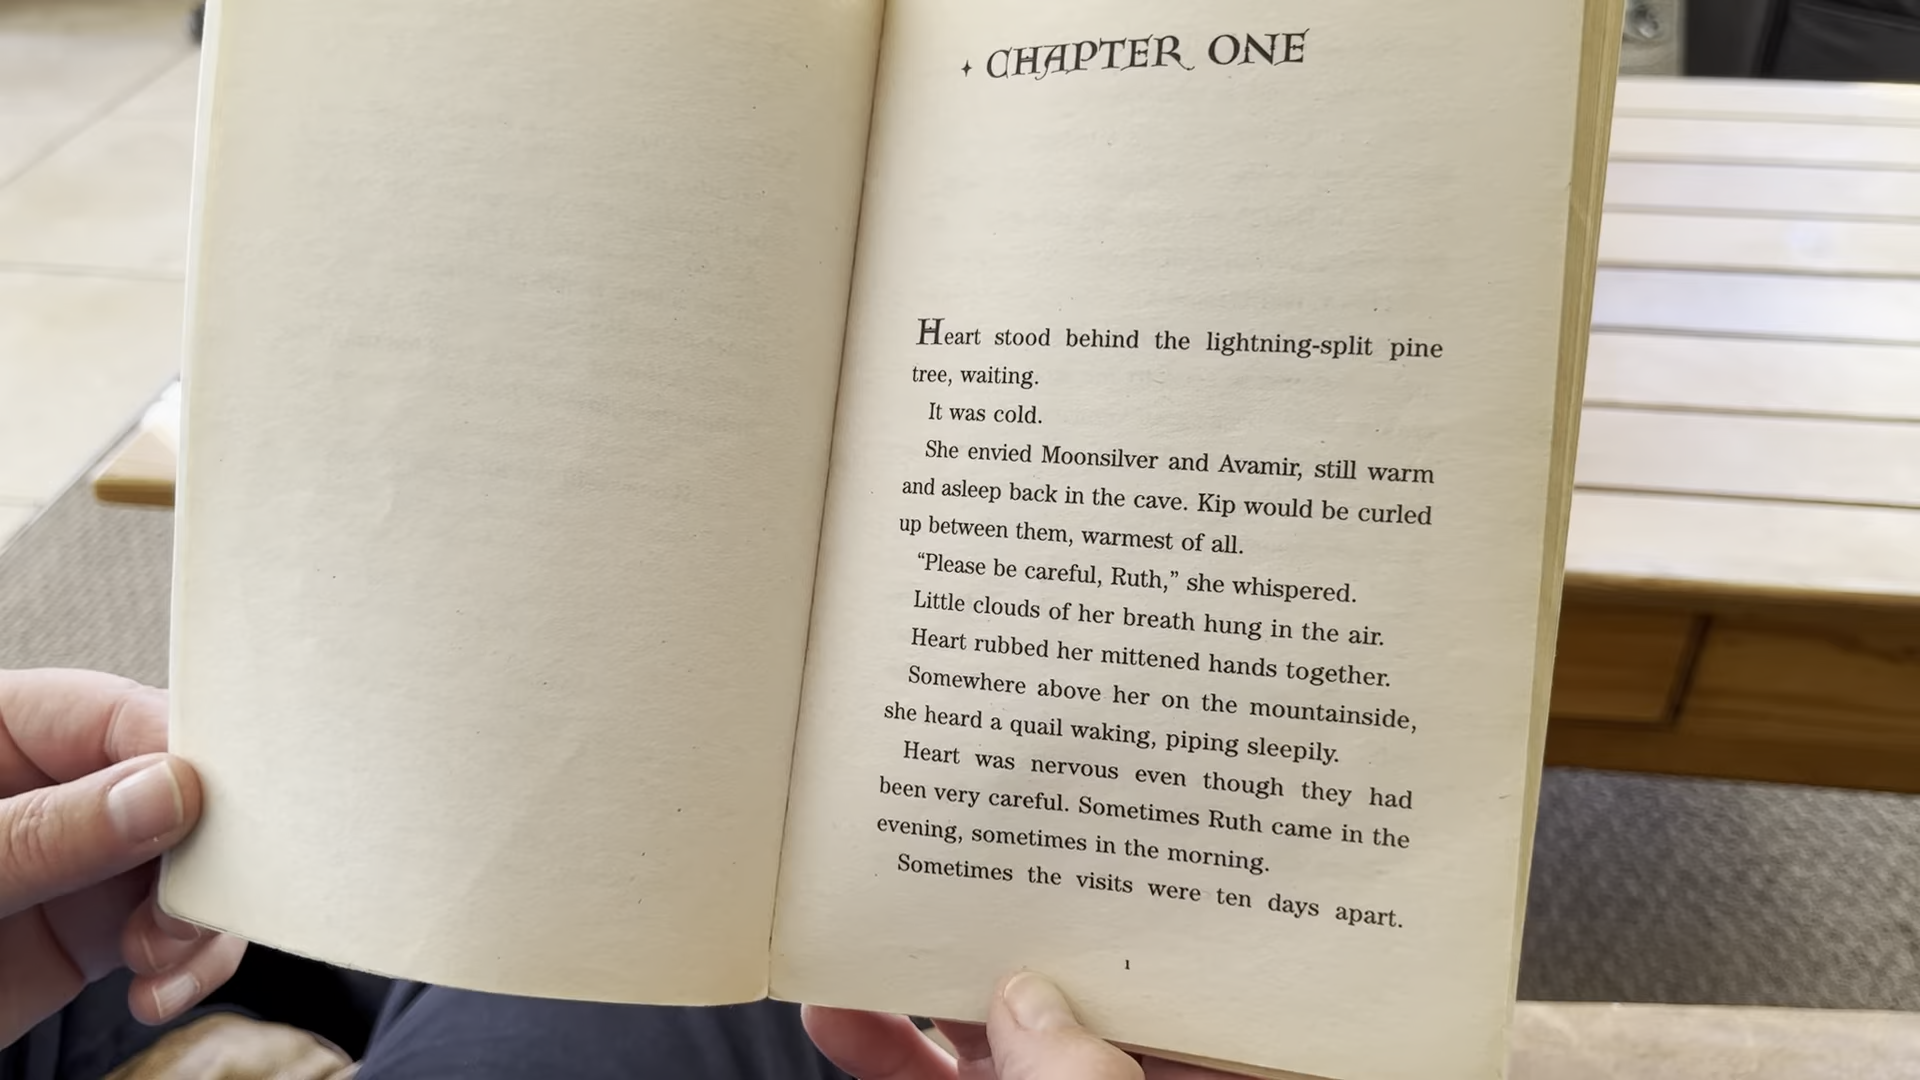 CHAPTER ONE
Heart stood behind the lightning-split pine
tree, waiting.
It was cold.
She envied Moonsilver and Avamir, still warm
and asleep back in the cave. Kip would be curled
up between them, warmest of all.
“Please be careful, Ruth,” she whispered.
Little clouds of her breath hung in the air.
Heart rubbed her mittened hands together.
Somewhere above her on the mountainside,
she heard a quail waking, piping sleepily.
Heart was nervous even though they had
been very careful. Sometimes Ruth came in the
evening, sometimes in the morning.
Sometimes the visits were ten days apart.
1